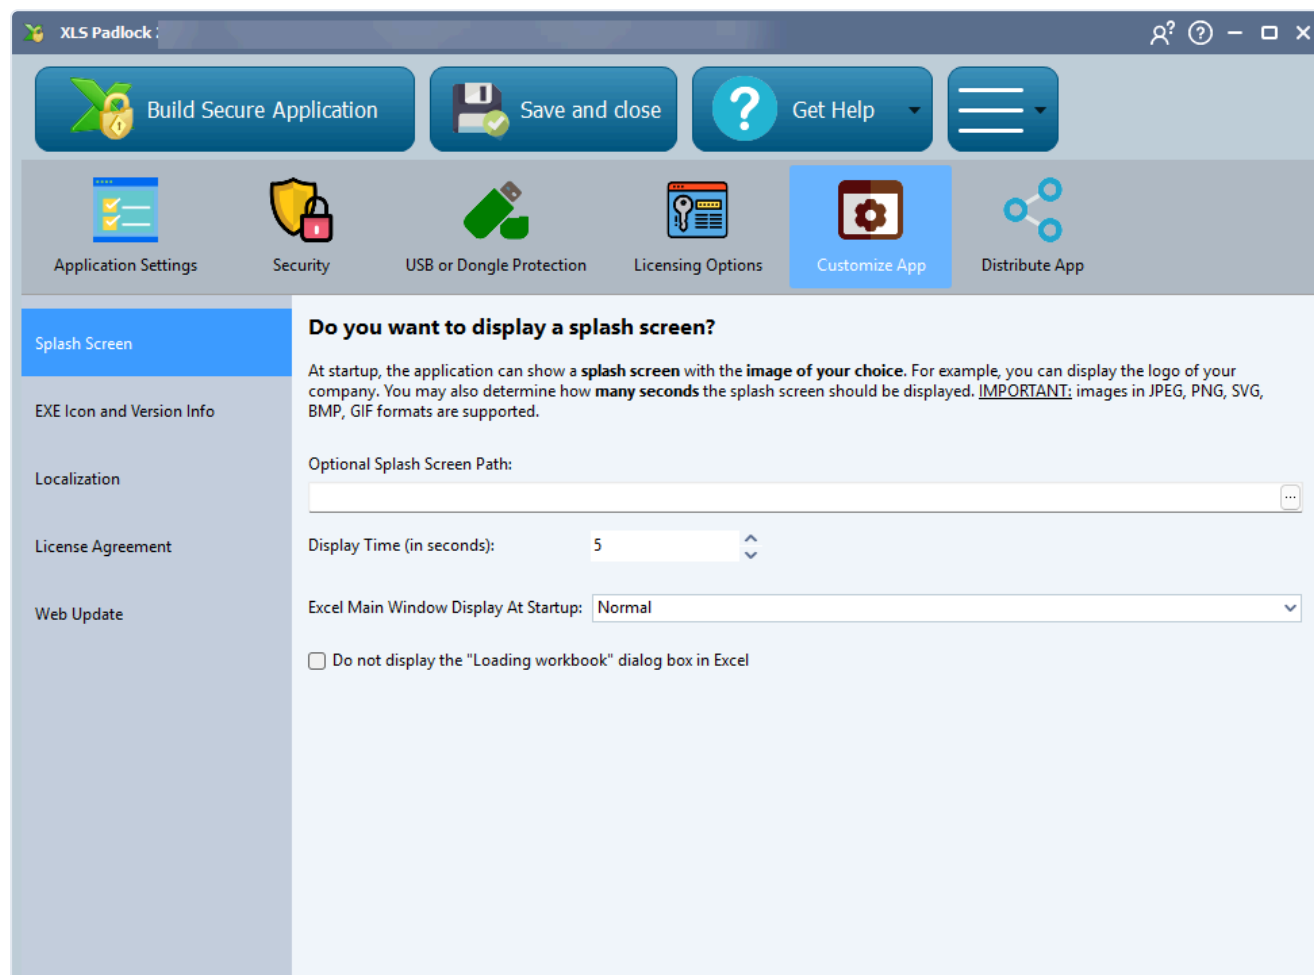 XLS Padlock
Build Secure Application
Save and close
Get Help
Application Settings
Security
USB or Dongle Protection
Licensing Options
Customize App
Distribute App
Splash Screen
EXE Icon and Version Info
Localization
License Agreement
Web Update
Do you want to display a splash screen?
At startup, the application can show a splash screen with the image of your choice. For example, you can display the logo of your
company. You may also determine how many seconds the splash screen should be displayed. IMPORTANT: images in JPEG, PNG, SVG,
BMP, GIF formats are supported.
Optional Splash Screen Path:
...
Display Time (in seconds): 5
Excel Main Window Display At Startup: Normal
Do not display the "Loading workbook" dialog box in Excel